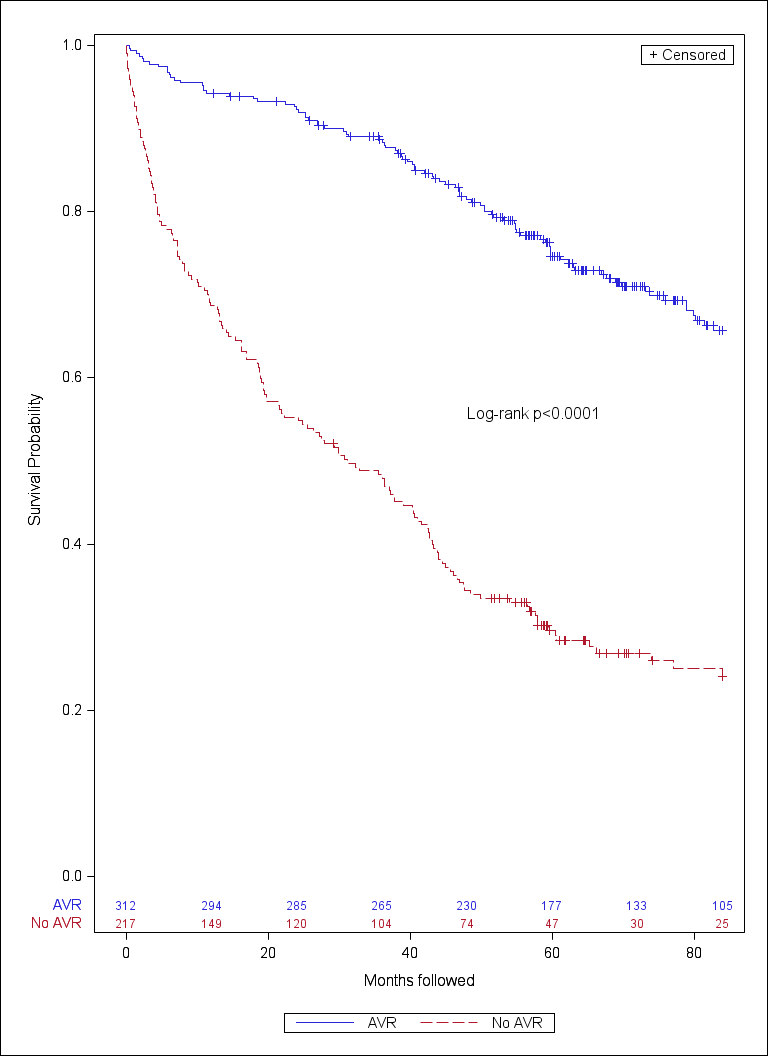 1.0
+ Censored
0.8
0.6
Log-rank p<0.0001
Survival Probability
0.4
0.2
0.0
AVR 312 294 285 265 230 177 133 105
No AVR 217 149 120 104 74 47 30 25
0 20 40 60 80
Months followed
AVR No AVR